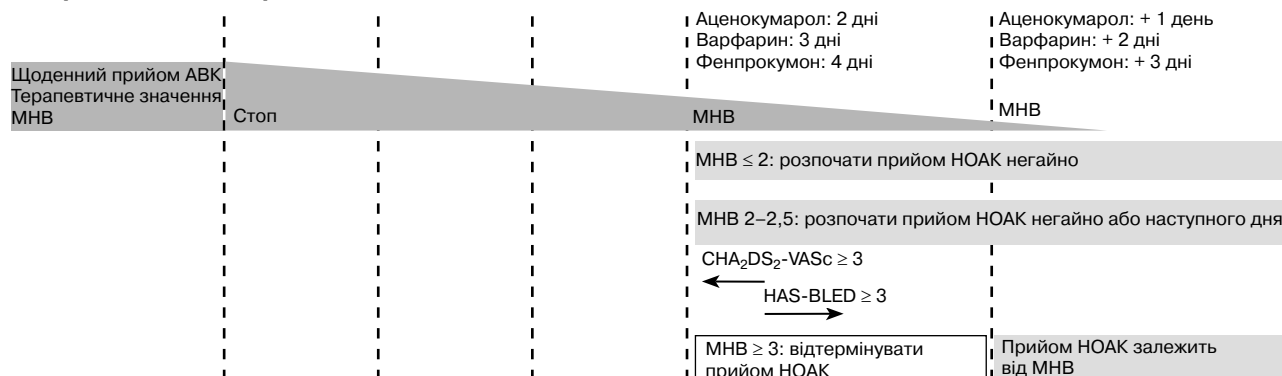 Аценокумарол: 2 дні
Варфарин: 3 дні
Фенпрокумон: 4 дні
Аценокумарол: + 1 день
Варфарин: + 2 дні
Фенпрокумон: + 3 дні
Щоденний прийом АВК
Терапевтичне значення
МНВ
Стоп
МНВ
МНВ
МНВ ≤ 2: розпочати прийом НОАК негайно
МНВ 2–2,5: розпочати прийом НОАК негайно або наступного дня
CHA₂DS₂-VASc ≥ 3
HAS-BLED ≥ 3
МНВ ≥ 3: відтермінувати
прийом НОАК
Прийом НОАК залежить
від МНВ